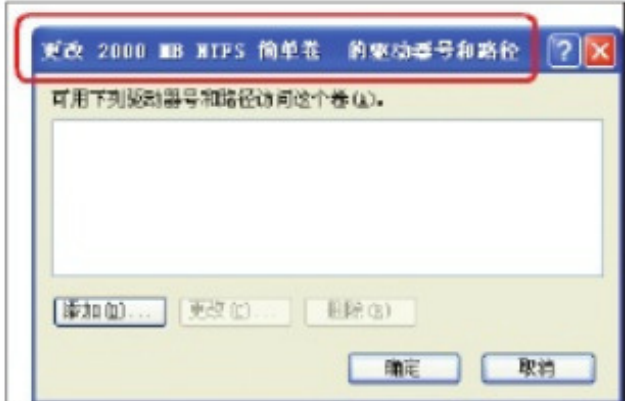 更改 2000 MB NTFS 简单卷 的驱动器号和路径
可用下列驱动器号和路径访问这个卷(A)。
添加(D)... 更改(C)... 删除(R)
确定 取消